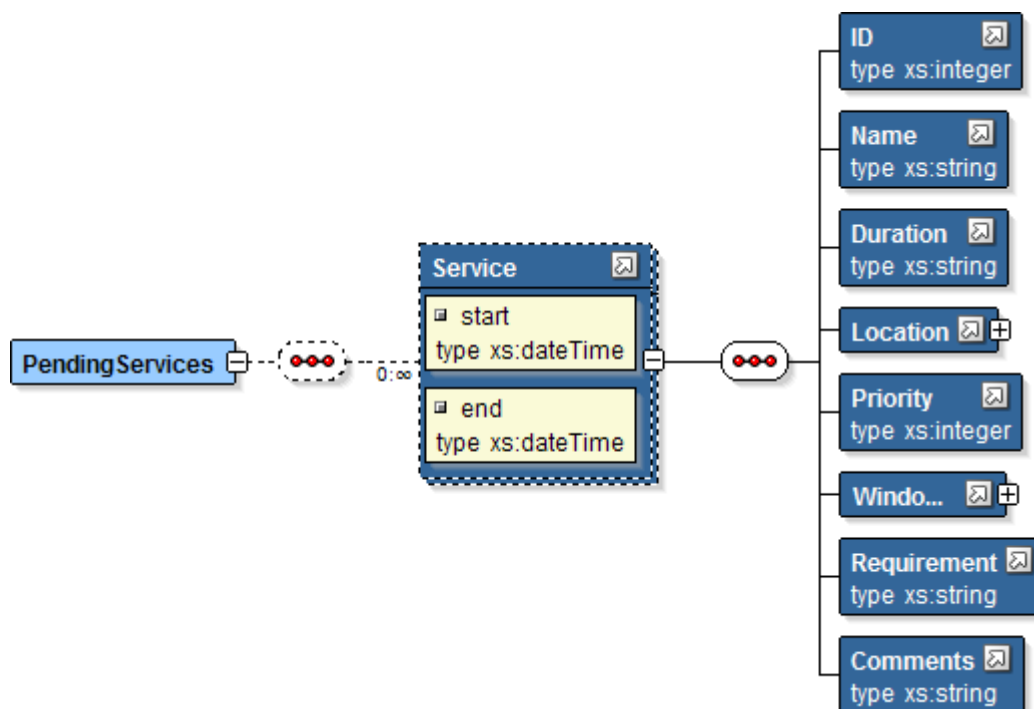 PendingServices
0:∞
Service
start
type xs:dateTime
end
type xs:dateTime
ID
type xs:integer
Name
type xs:string
Duration
type xs:string
Location
Priority
type xs:integer
Windo...
Requirement
type xs:string
Comments
type xs:string